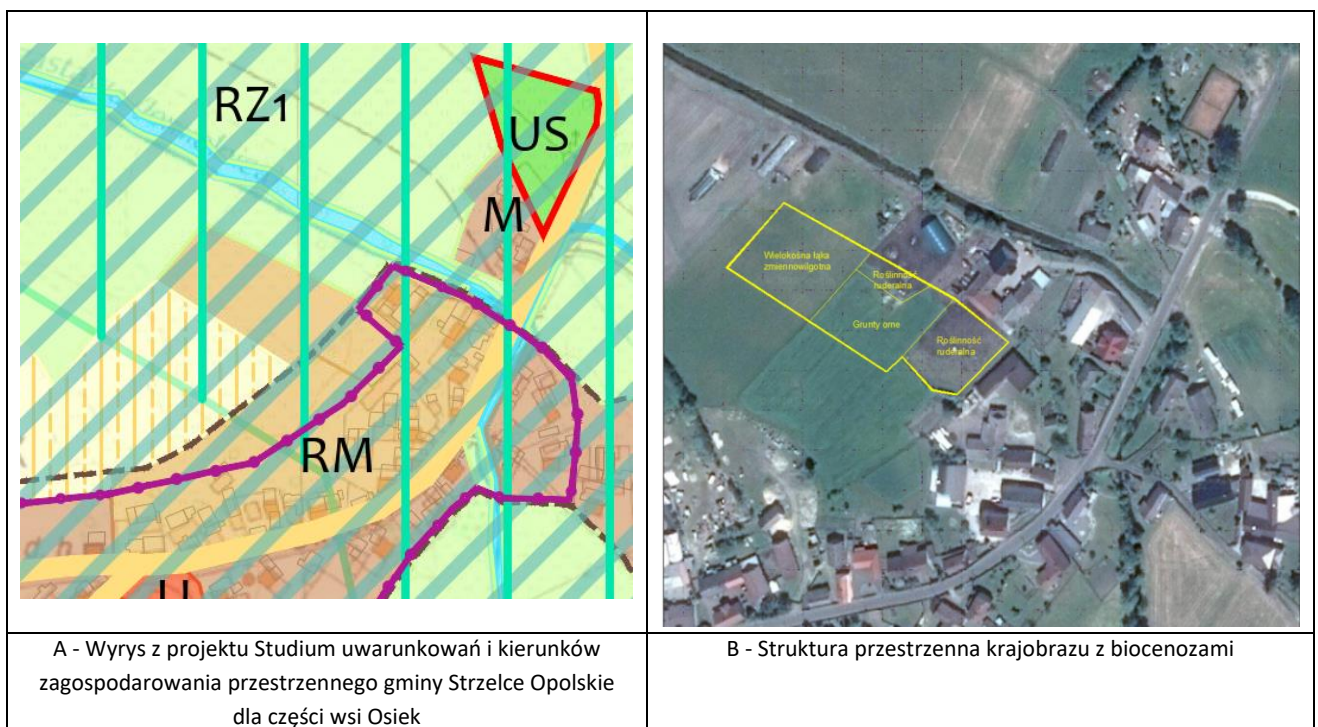 RZ1
US
M
RM
U
Wielokośna łąka
zmiennowilgotna
Roślinność
ruderalna
Grunty orne
Roślinność
ruderalna
A - Wyrys z projektu Studium uwarunkowań i kierunków
zagospodarowania przestrzennego gminy Strzelce Opolskie
dla części wsi Osiek
B - Struktura przestrzenna krajobrazu z biocenozami